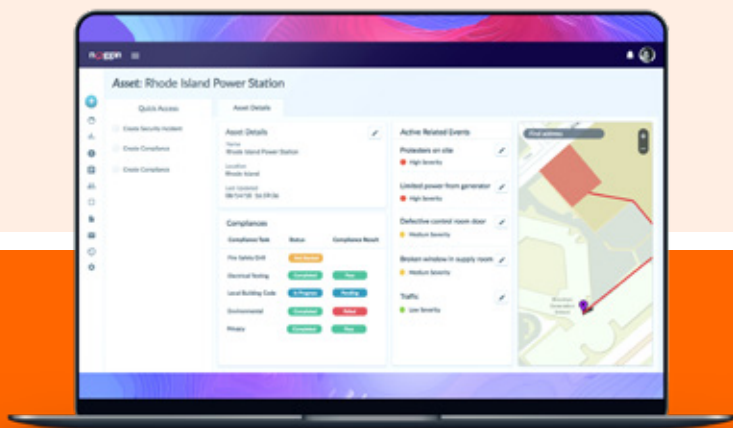 Asset: Rhode Island Power Station
Quick Access
Create Security Incident
Create Compliance
Create Compliance
Asset Details
Asset Details
Name
Rhode Island Power Station
Location
Rhode Island
Last Updated
Compliances
Compliance Task Status Compliance Result
Fire Safety Drill
Electrical Testing Completed Pass
Local Building Code In Progress Pending
Environmental Completed Failed
Privacy Completed Pass
Active Related Events
Protesters on site
High Severity
Limited power from generator
High Severity
Defective control room door
Medium Severity
Broken window in supply room
Medium Severity
Traffic
Low Severity
Find address